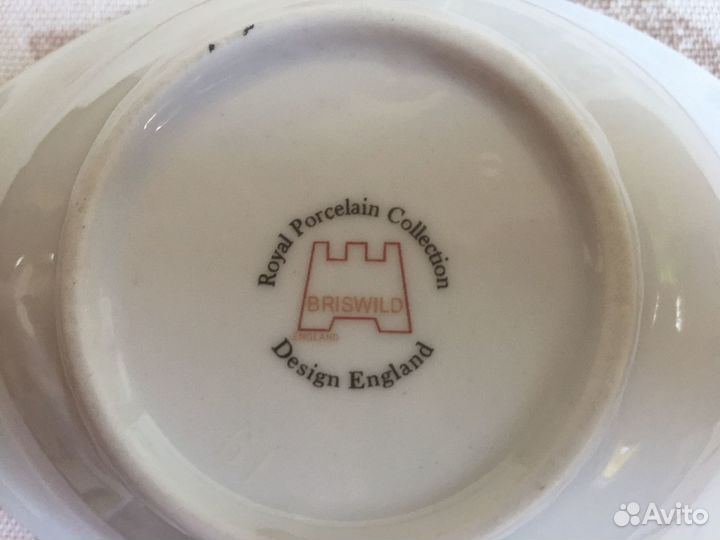 Royal Porcelain Collection
BRISWILD
ENGLAND
Design England
Avito